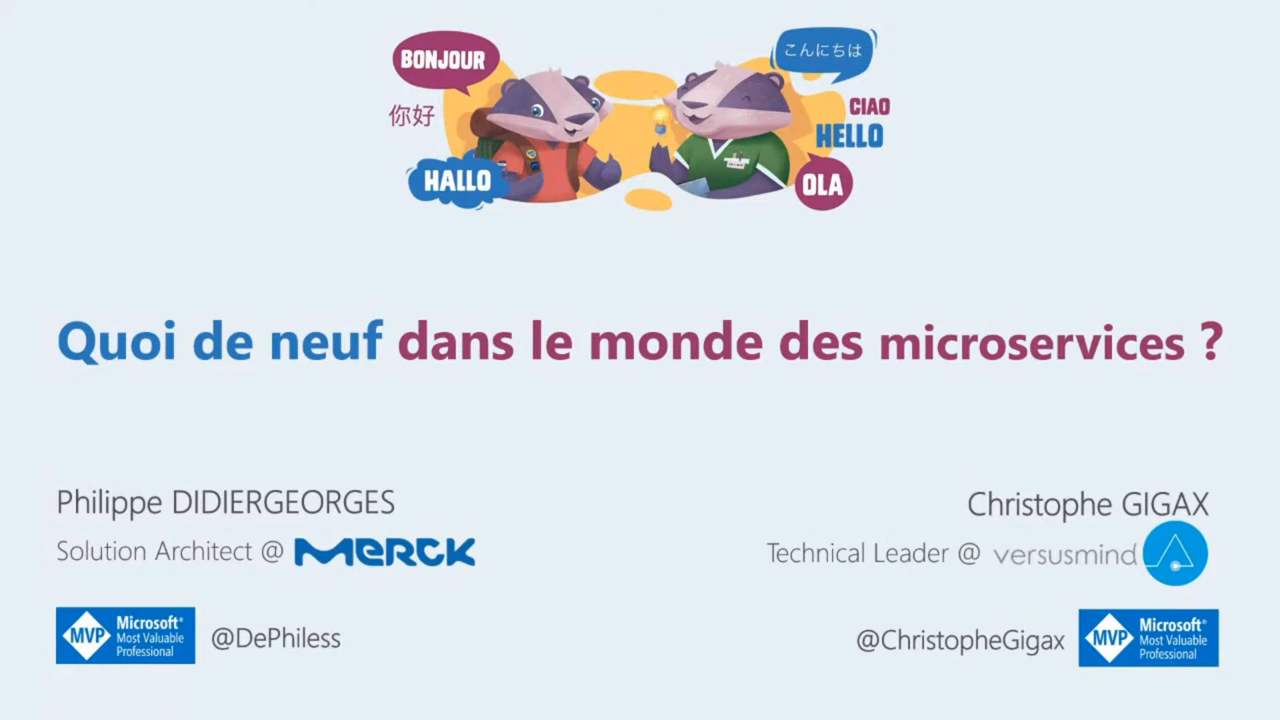 BONJOUR
こんにちは
你好
CIAO
HELLO
HALLO
OLA
Quoi de neuf dans le monde des microservices ?
Philippe DIDIERGEORGES
Solution Architect @ MERCK
MVP Microsoft® Most Valuable Professional @DePhiless
Christophe GIGAX
Technical Leader @ versusmind
@ChristopheGigax MVP Microsoft® Most Valuable Professional